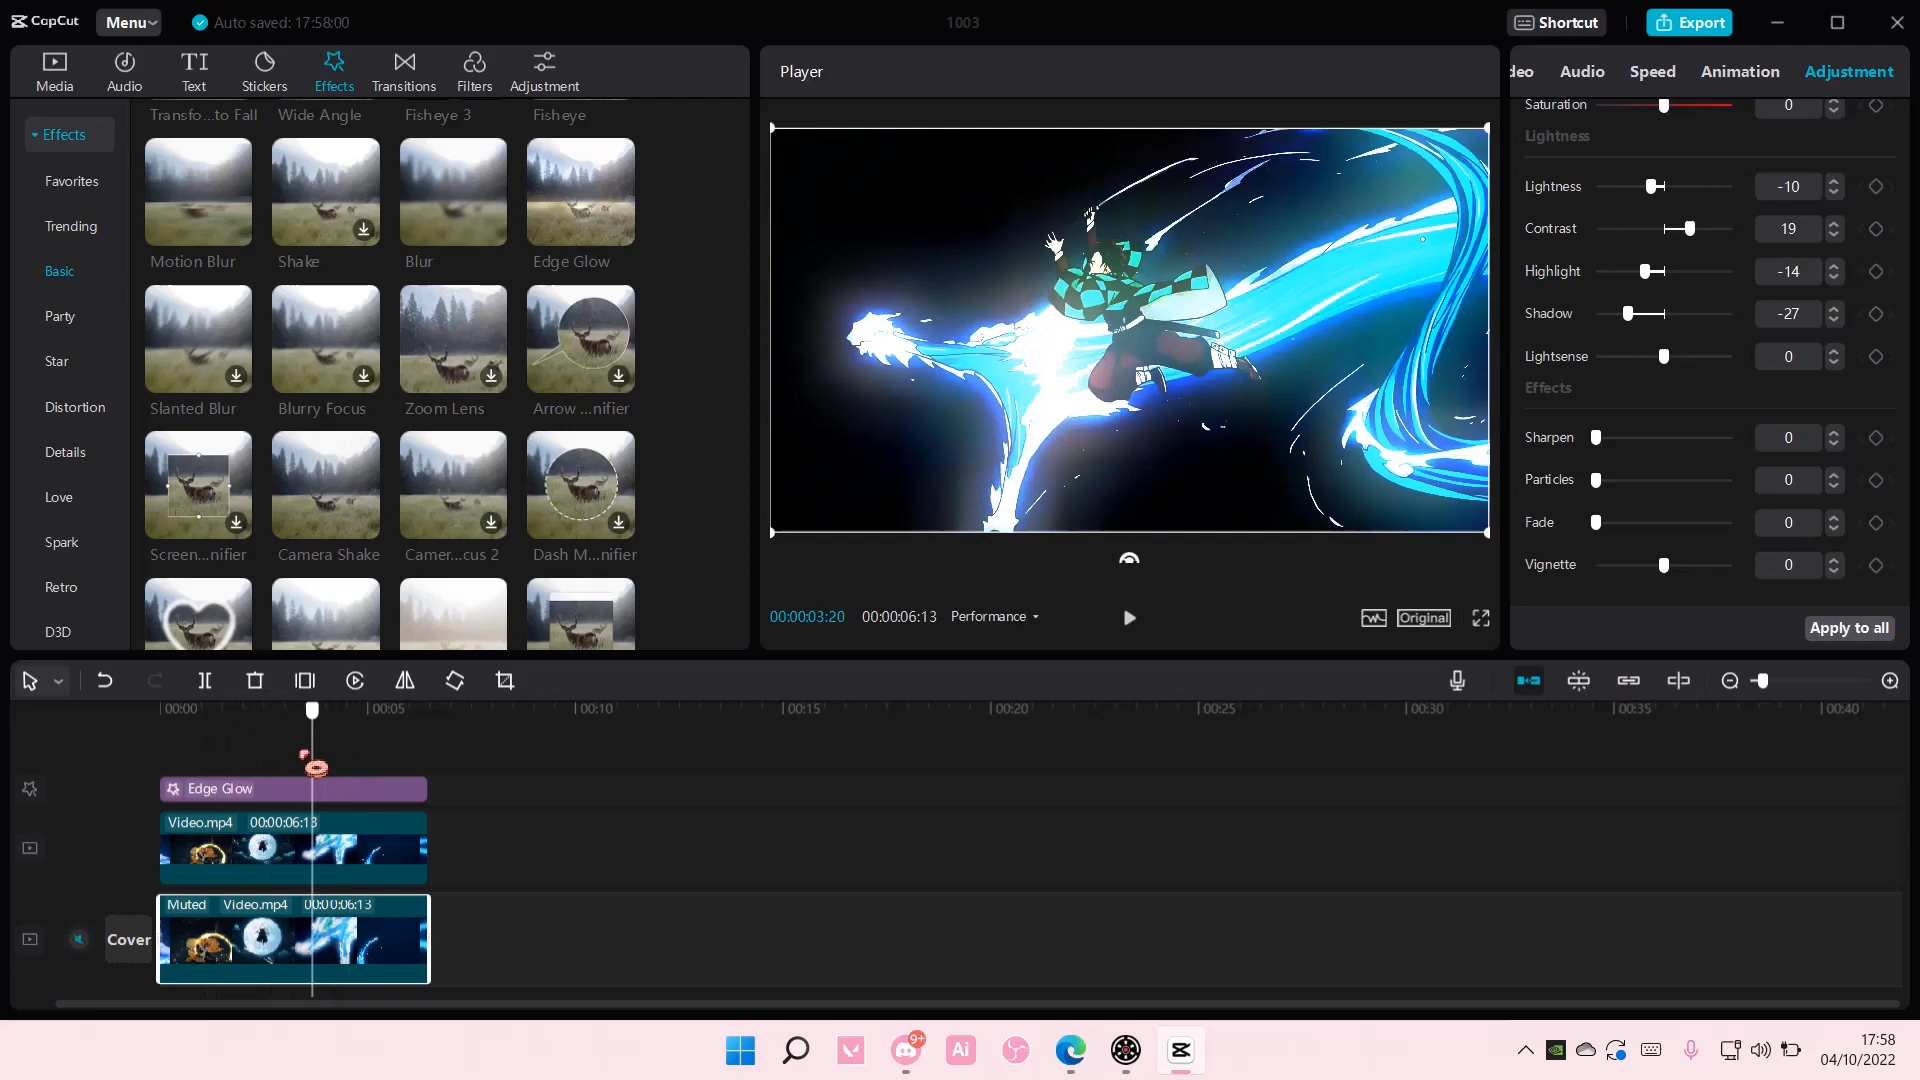 CapCut
Menu
Auto saved: 17:58:00
1003
Shortcut
Export
Media
Audio
Text
Stickers
Effects
Transitions
Filters
Adjustment
Effects
Favorites
Trending
Basic
Party
Star
Distortion
Details
Love
Spark
Retro
D3D
Transfo...to Fall
Wide Angle
Fisheye 3
Fisheye
Motion Blur
Shake
Blur
Edge Glow
Slanted Blur
Blurry Focus
Zoom Lens
Arrow ...nifier
Screen...nifier
Camera Shake
Camer...cus 2
Dash M...nifier
Player
00:00:03:20
00:00:06:13
Performance
Original
deo
Audio
Speed
Animation
Adjustment
Saturation 0
Lightness
Lightness -10
Contrast 19
Highlight -14
Shadow -27
Lightsense 0
Effects
Sharpen 0
Particles 0
Fade 0
Vignette 0
Apply to all
00:00
00:05
00:10
00:15
00:20
00:25
00:30
00:35
00:40
Edge Glow
Video.mp4 00:00:06:13
Muted Video.mp4 00:00:06:13
Cover
9+
Ai
17:58
04/10/2022